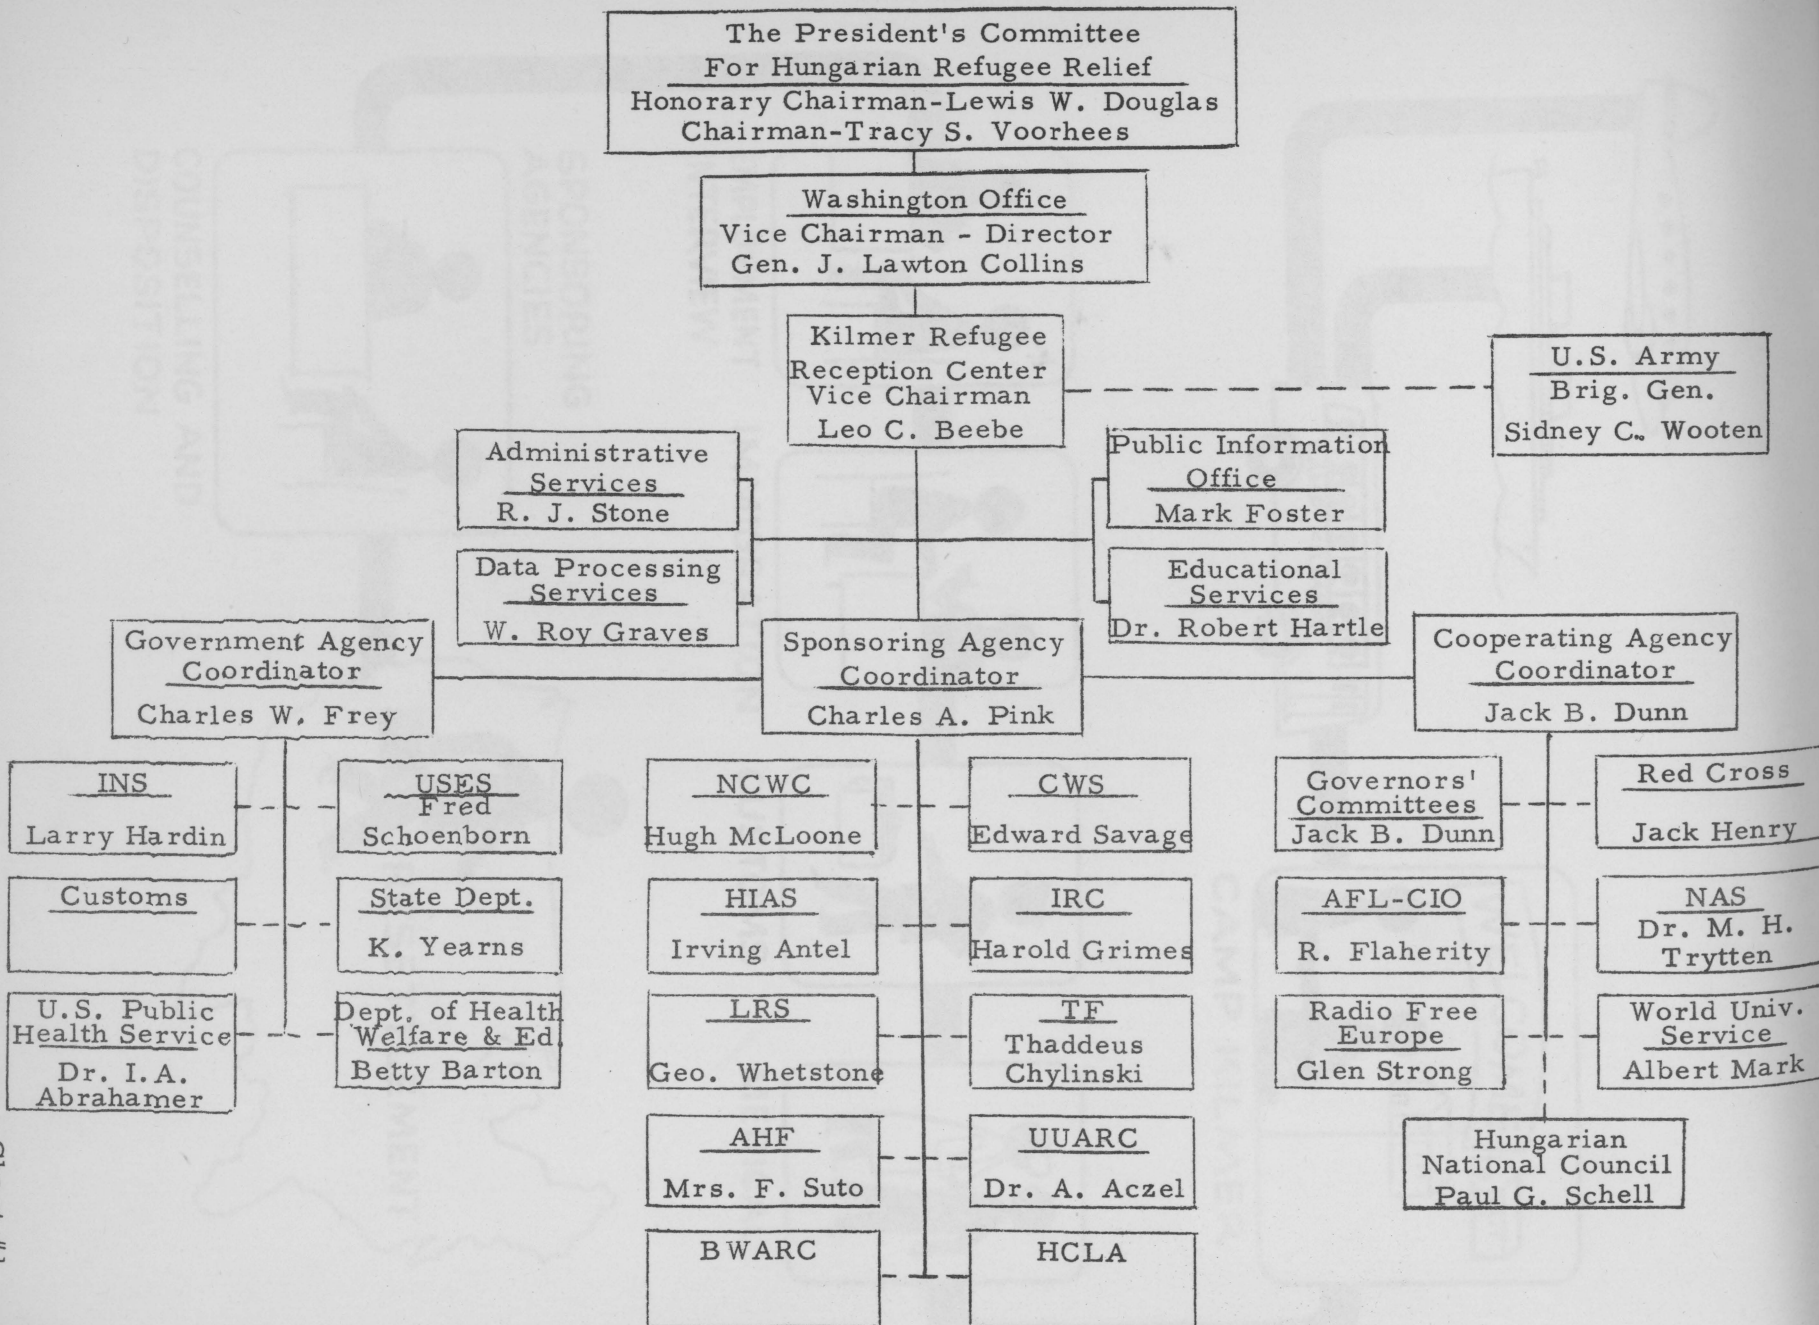 The President's Committee
For Hungarian Refugee Relief
Honorary Chairman-Lewis W. Douglas
Chairman-Tracy S. Voorhees
Washington Office
Vice Chairman - Director
Gen. J. Lawton Collins
Kilmer Refugee
Reception Center
Vice Chairman
Leo C. Beebe
U.S. Army
Brig. Gen.
Sidney C. Wooten
Administrative
Services
R. J. Stone
Public Information
Office
Mark Foster
Data Processing
Services
W. Roy Graves
Educational
Services
Dr. Robert Hartle
Government Agency
Coordinator
Charles W. Frey
Sponsoring Agency
Coordinator
Charles A. Pink
Cooperating Agency
Coordinator
Jack B. Dunn
INS
Larry Hardin
USES
Fred
Schoenborn
Customs
State Dept.
K. Yearns
U.S. Public
Health Service
Dr. I.A.
Abrahamer
Dept. of Health
Welfare & Ed.
Betty Barton
NCWC
Hugh McLoone
CWS
Edward Savage
HIAS
Irving Antel
IRC
Harold Grimes
LRS
Geo. Whetstone
TF
Thaddeus
Chylinski
AHF
Mrs. F. Suto
UUARC
Dr. A. Aczel
BWARC
HCLA
Governors'
Committees
Jack B. Dunn
Red Cross
Jack Henry
AFL-CIO
R. Flaherity
NAS
Dr. M. H.
Trytten
Radio Free
Europe
Glen Strong
World Univ.
Service
Albert Mark
Hungarian
National Council
Paul G. Schell
COUNSELLING AND
DISPOSITION
SPONSORING
AGENCIES
CAMP KILMER